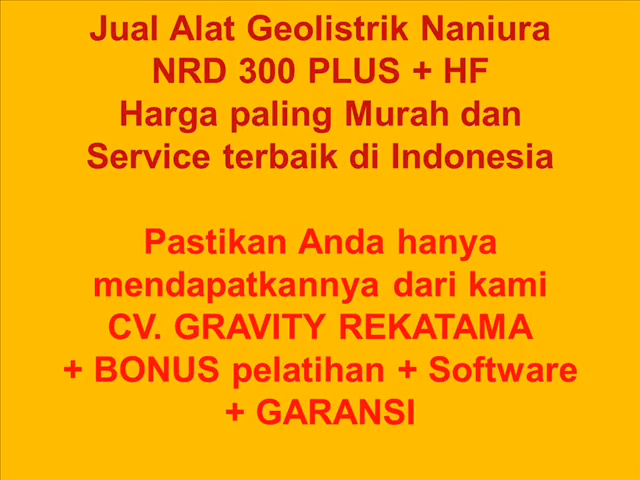 Jual Alat Geolistrik Naniura
NRD 300 PLUS + HF
Harga paling Murah dan
Service terbaik di Indonesia
Pastikan Anda hanya
mendapatkannya dari kami
CV. GRAVITY REKATAMA
+ BONUS pelatihan + Software
+ GARANSI